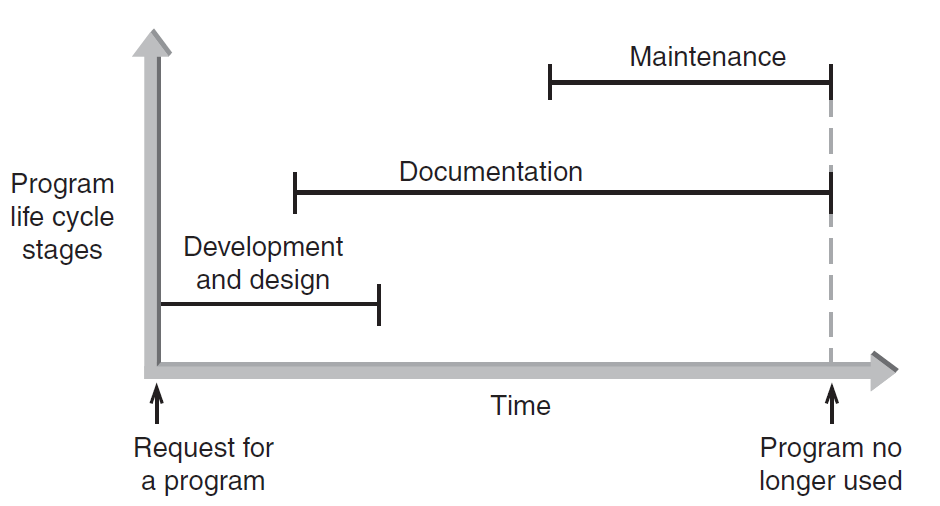 Maintenance
Documentation
Program
life cycle
stages
Development
and design
Time
Request for
a program
Program no
longer used